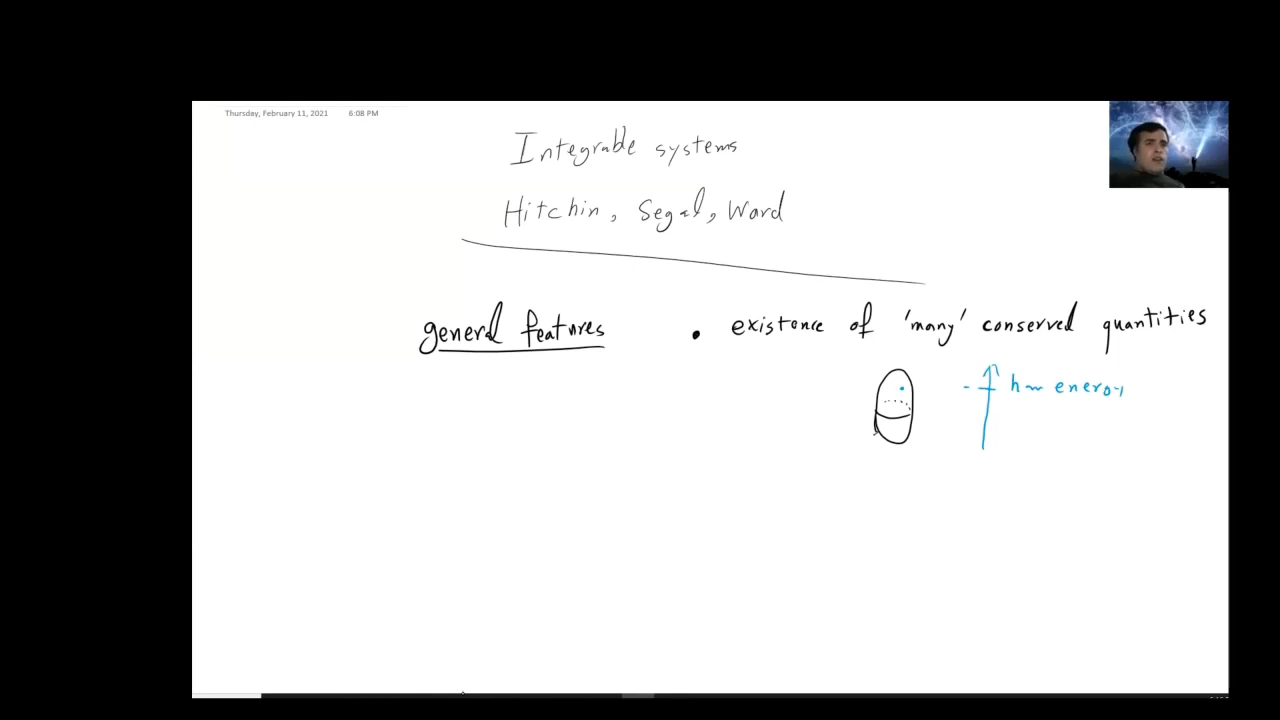 Thursday, February 11, 2021 6:08 PM
Integrable systems
Hitchin, Segal, Ward
general features
• existence of 'many' conserved quantities
h ~ energy